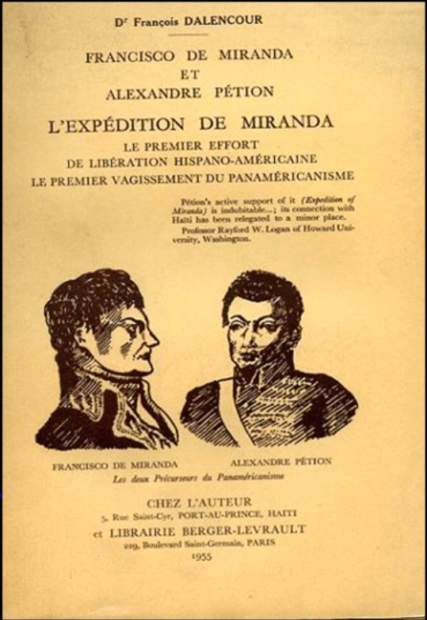 Dr François DALENCOUR
FRANCISCO DE MIRANDA
ET
ALEXANDRE PÉTION
L'EXPÉDITION DE MIRANDA
LE PREMIER EFFORT
DE LIBÉRATION HISPANO-AMÉRICAINE
LE PREMIER VAGISSEMENT DU PANAMÉRICANISME
Pétion's active support of it (Expedition of
Miranda) is indubitable...; its connection with
Haïti has been relegated to a minor place.
Professor Rayford W. Logan of Howard Uni-
versity, Washington.
FRANCISCO DE MIRANDA ALEXANDRE PÉTION
Les deux Précurseurs du Panaméricanisme
CHEZ L'AUTEUR
5, Rue Saint-Cyr, PORT-AU-PRINCE, HAITI
et LIBRAIRIE BERGER-LEVRAULT
229, Boulevard Saint-Germain, PARIS
1955